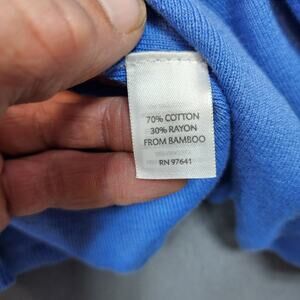 70% COTTON
30% RAYON
FROM BAMBOO
RN 97641